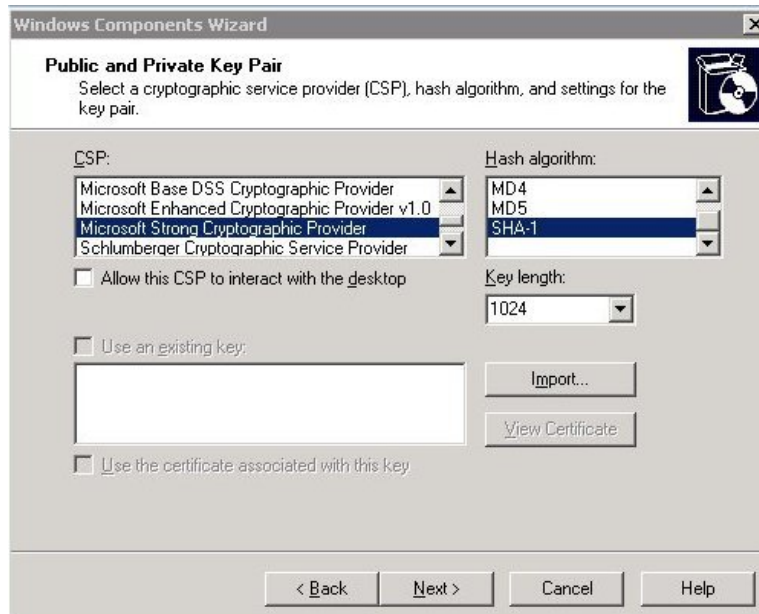 Windows Components Wizard
Public and Private Key Pair
Select a cryptographic service provider (CSP), hash algorithm, and settings for the
key pair.
CSP:
Microsoft Base DSS Cryptographic Provider
Microsoft Enhanced Cryptographic Provider v1.0
Microsoft Strong Cryptographic Provider
Schlumberger Cryptographic Service Provider
Allow this CSP to interact with the desktop
Hash algorithm:
MD4
MD5
SHA-1
Key length:
1024
Use an existing key:
Import...
View Certificate
Use the certificate associated with this key
< Back
Next >
Cancel
Help